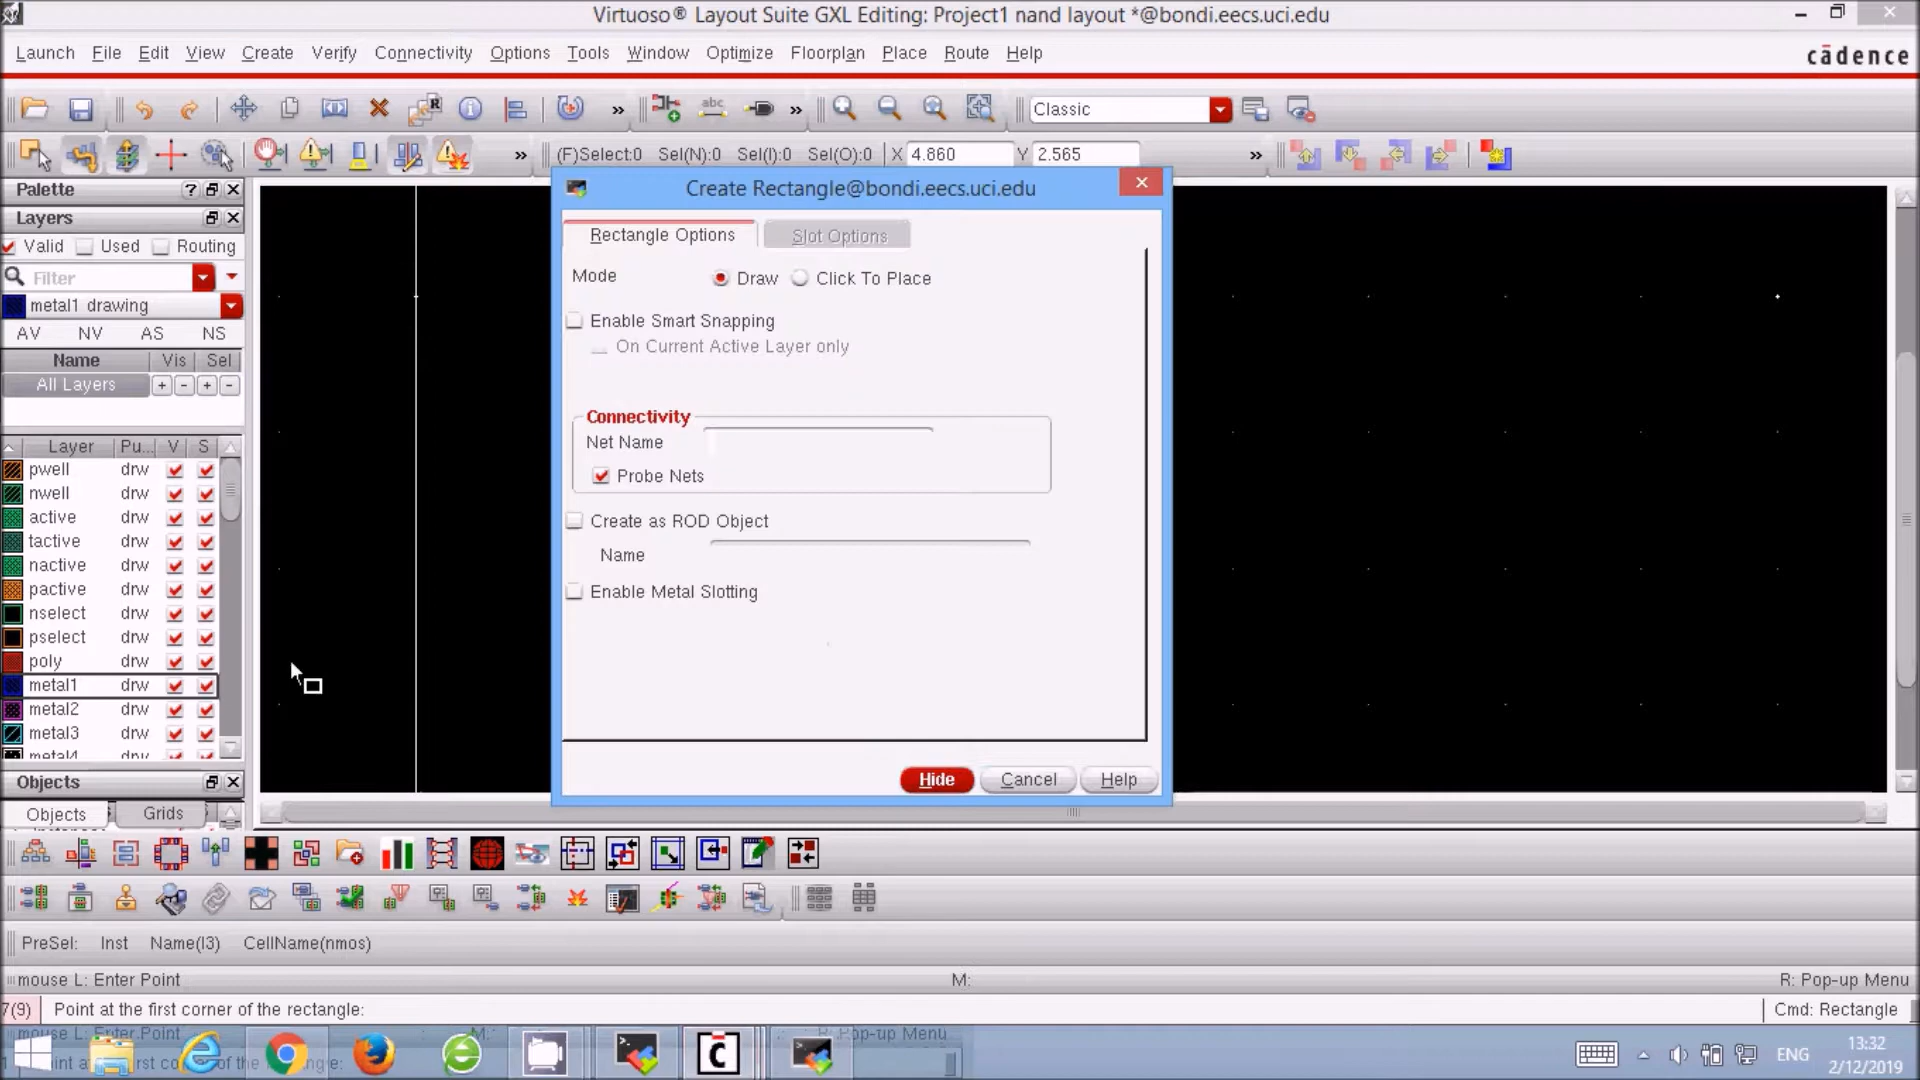 Virtuoso® Layout Suite GXL Editing: Project1 nand layout *@bondi.eecs.uci.edu
Launch File Edit View Create Verify Connectivity Options Tools Window Optimize Floorplan Place Route Help
cādence
Classic
(F)Select:0 Sel(N):0 Sel(I):0 Sel(O):0 X 4.860 Y 2.565
Palette
Layers
Valid Used Routing
Filter
metal1 drawing
AV NV AS NS
Name Vis Sel
All Layers + - + -
Layer Pu... V S
pwell drw
nwell drw
active drw
tactive drw
nactive drw
pactive drw
nselect drw
pselect drw
poly drw
metal1 drw
metal2 drw
metal3 drw
metal4 drw
Objects
Objects Grids
Create Rectangle@bondi.eecs.uci.edu
Rectangle Options Slot Options
Mode Draw Click To Place
Enable Smart Snapping
On Current Active Layer only
Connectivity
Net Name
Probe Nets
Create as ROD Object
Name
Enable Metal Slotting
Hide Cancel Help
PreSel: Inst Name(I3) CellName(nmos)
mouse L: Enter Point M: R: Pop-up Menu
7(9) Point at the first corner of the rectangle: Cmd: Rectangle
mouse L: Enter Point M: R: Pop-up Menu
ENG
13:32
2/12/2019